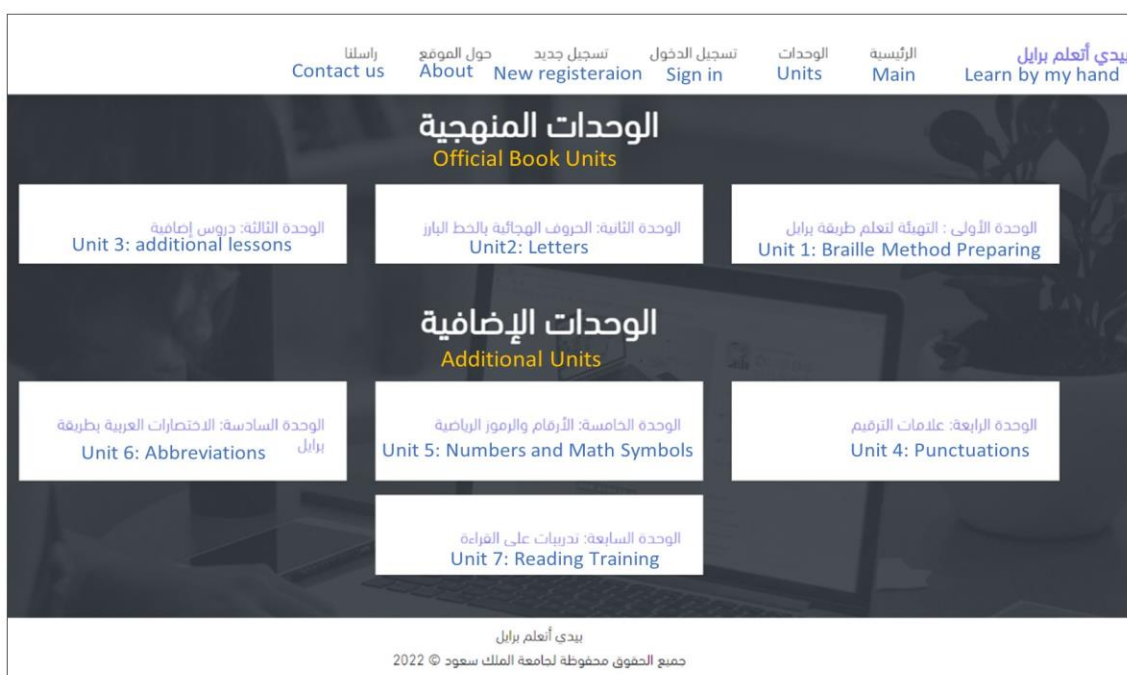 بيدي أتعلم برايل
Learn by my hand
الرئيسية
Main
الوحدات
Units
تسجيل الدخول
Sign in
تسجيل جديد
New registeraion
حول الموقع
About
راسلنا
Contact us
الوحدات المنهجية
Official Book Units
الوحدة الأولى : التهيئة لتعلم طريقة برايل
Unit 1: Braille Method Preparing
الوحدة الثانية: الحروف الهجائية بالخط البارز
Unit2: Letters
الوحدة الثالثة: دروس إضافية
Unit 3: additional lessons
الوحدات الإضافية
Additional Units
الوحدة الرابعة: علامات الترقيم
Unit 4: Punctuations
الوحدة الخامسة: الأرقام والرموز الرياضية
Unit 5: Numbers and Math Symbols
الوحدة السادسة: الاختصارات العربية بطريقة
برايل
Unit 6: Abbreviations
الوحدة السابعة: تدريبات على القراءة
Unit 7: Reading Training
بيدي أتعلم برايل
جميع الحقوق محفوظة لجامعة الملك سعود © 2022